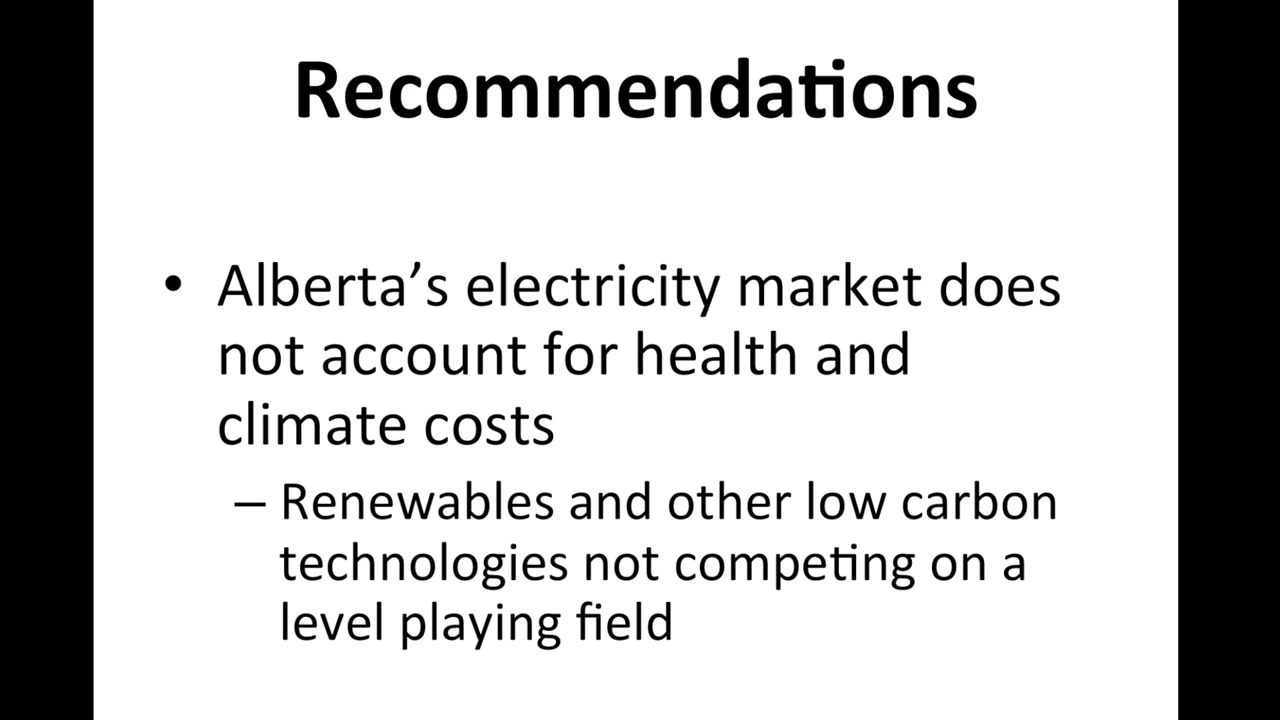 Recommendations
• Alberta’s electricity market does
not account for health and
climate costs
– Renewables and other low carbon
technologies not competing on a
level playing field